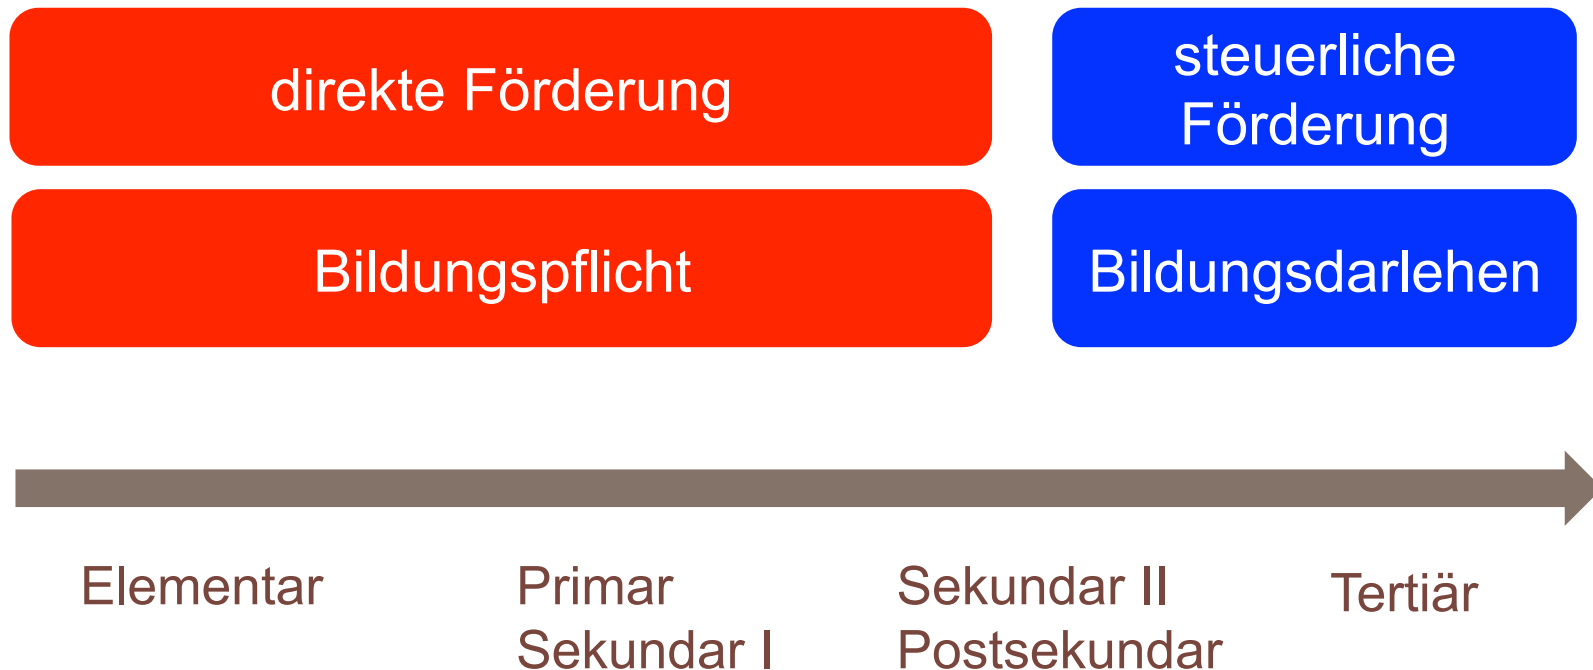 direkte Förderung
steuerliche
Förderung
Bildungspflicht
Bildungsdarlehen
Elementar
Primar
Sekundar I
Sekundar II
Postsekundar
Tertiär